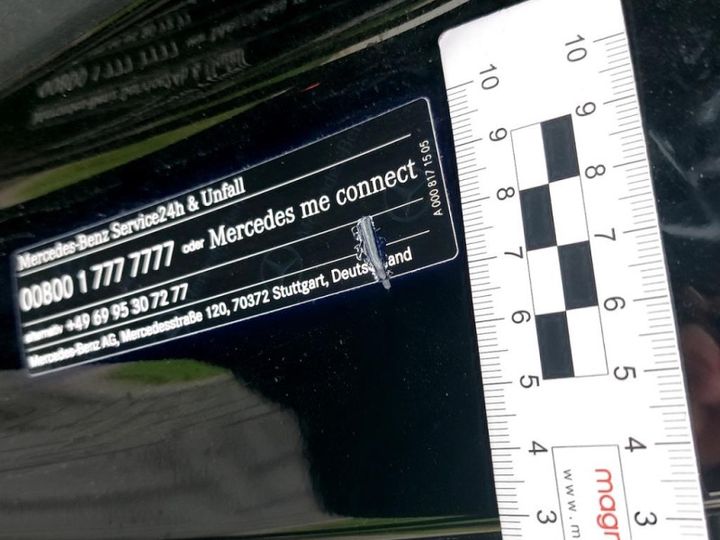 Mercedes-Benz Service24h & Unfall
00800 1 777 7777 oder Mercedes me connect
alternativ +49 69 95 30 72 77
Mercedes-Benz AG, Mercedesstraße 120, 70372 Stuttgart, Deutschland
A 000 817 15 05
10 9 8 7 6 5 4 3
10 9 8 7 6 5 4 3